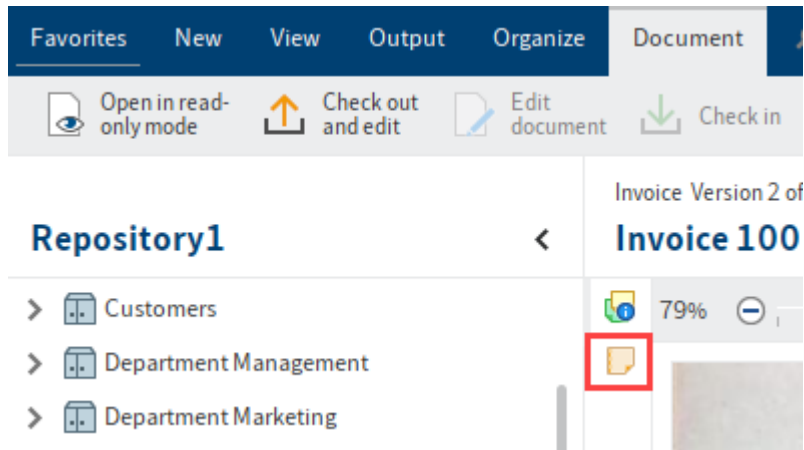 Favorites New View Output Organize Document
Open in read-
only mode
Check out
and edit
Edit
document
Check in
Invoice Version 2 of
Repository1
Invoice 100
Customers
79%
Department Management
Department Marketing